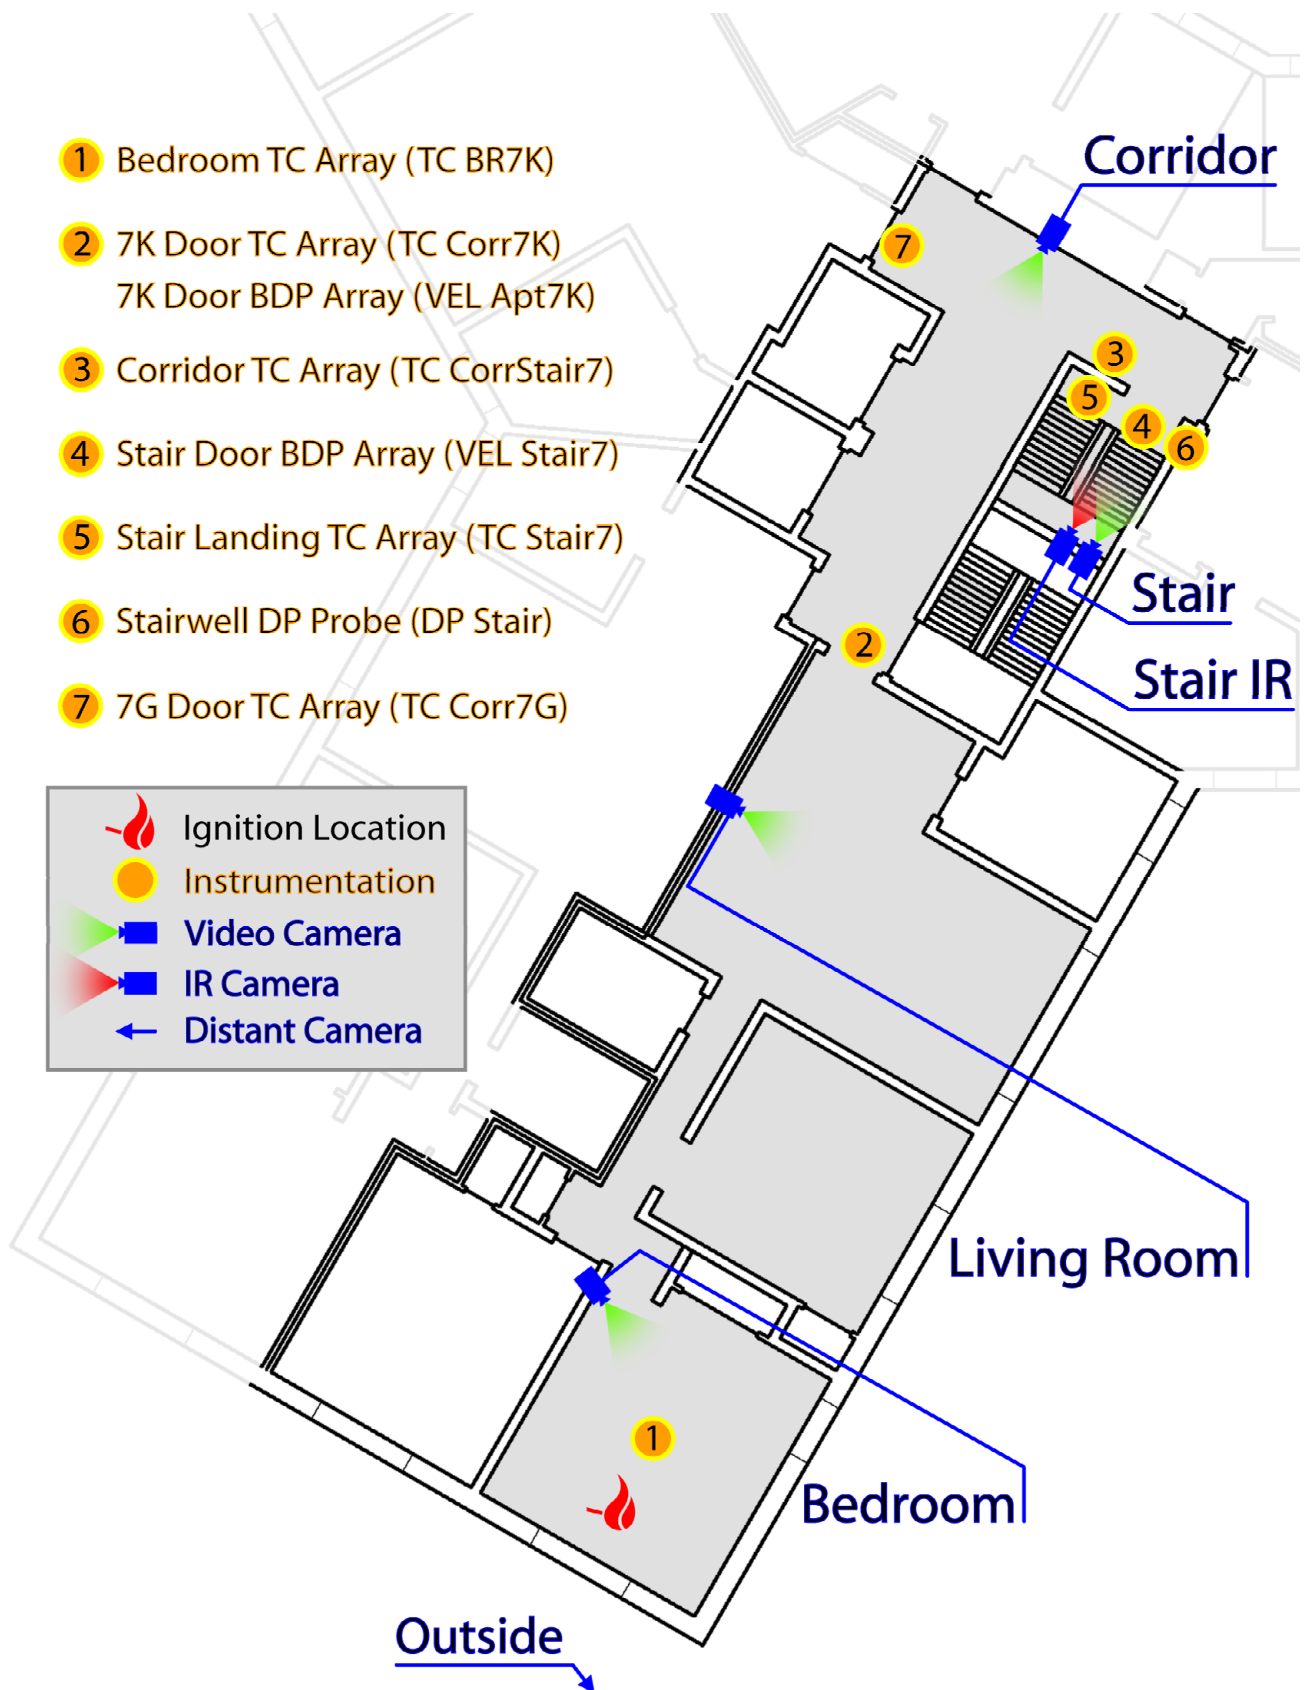 1 Bedroom TC Array (TC BR7K)
2 7K Door TC Array (TC Corr7K)
7K Door BDP Array (VEL Apt7K)
3 Corridor TC Array (TC CorrStair7)
4 Stair Door BDP Array (VEL Stair7)
5 Stair Landing TC Array (TC Stair7)
6 Stairwell DP Probe (DP Stair)
7 7G Door TC Array (TC Corr7G)
Ignition Location
Instrumentation
Video Camera
IR Camera
Distant Camera
Corridor
7
3
5
4
6
Stair
2
Stair IR
Living Room
1
Bedroom
Outside